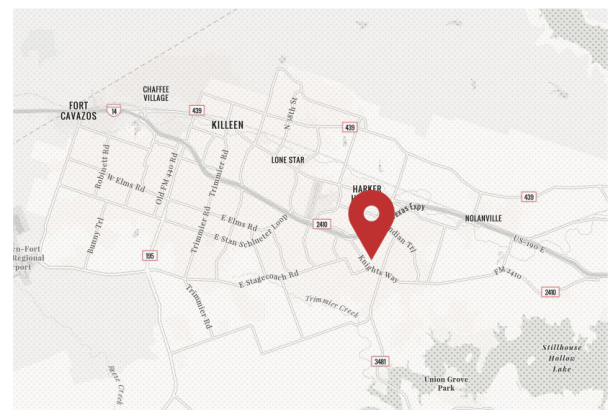 CHAFFEE
VILLAGE
FORT
CAVAZOS
14
439
KILLEEN
N 38th St
439
LONE STAR
Robinett Rd
W Elms Rd
Old FM 440 Rd
Trimmier Rd
HARKER
439
Texas Expy
NOLANVILLE
Bunny Trl
Trimmier Rd
E Elms Rd
E Stan Schlueter Loop
2410
Indian Trl
US-190 E
Regional
195
Knights Way
FM 2410
E Stagecoach Rd
2410
Trimmier Rd
Trimmier Creek
Stillhouse
Hollow
Lake
3481
Union Grove
Park
Creek